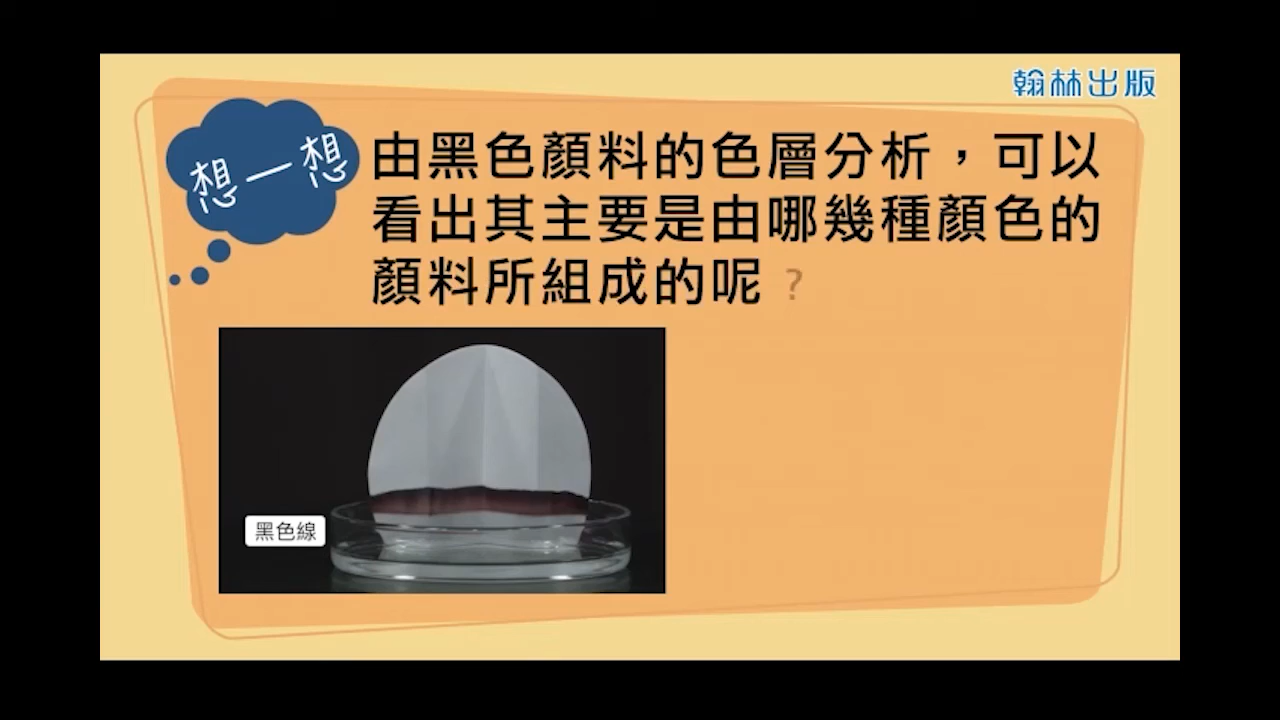 翰林出版
想一想
由黑色顏料的色層分析，可以
看出其主要是由哪幾種顏色的
顏料所組成的呢？
黑色線